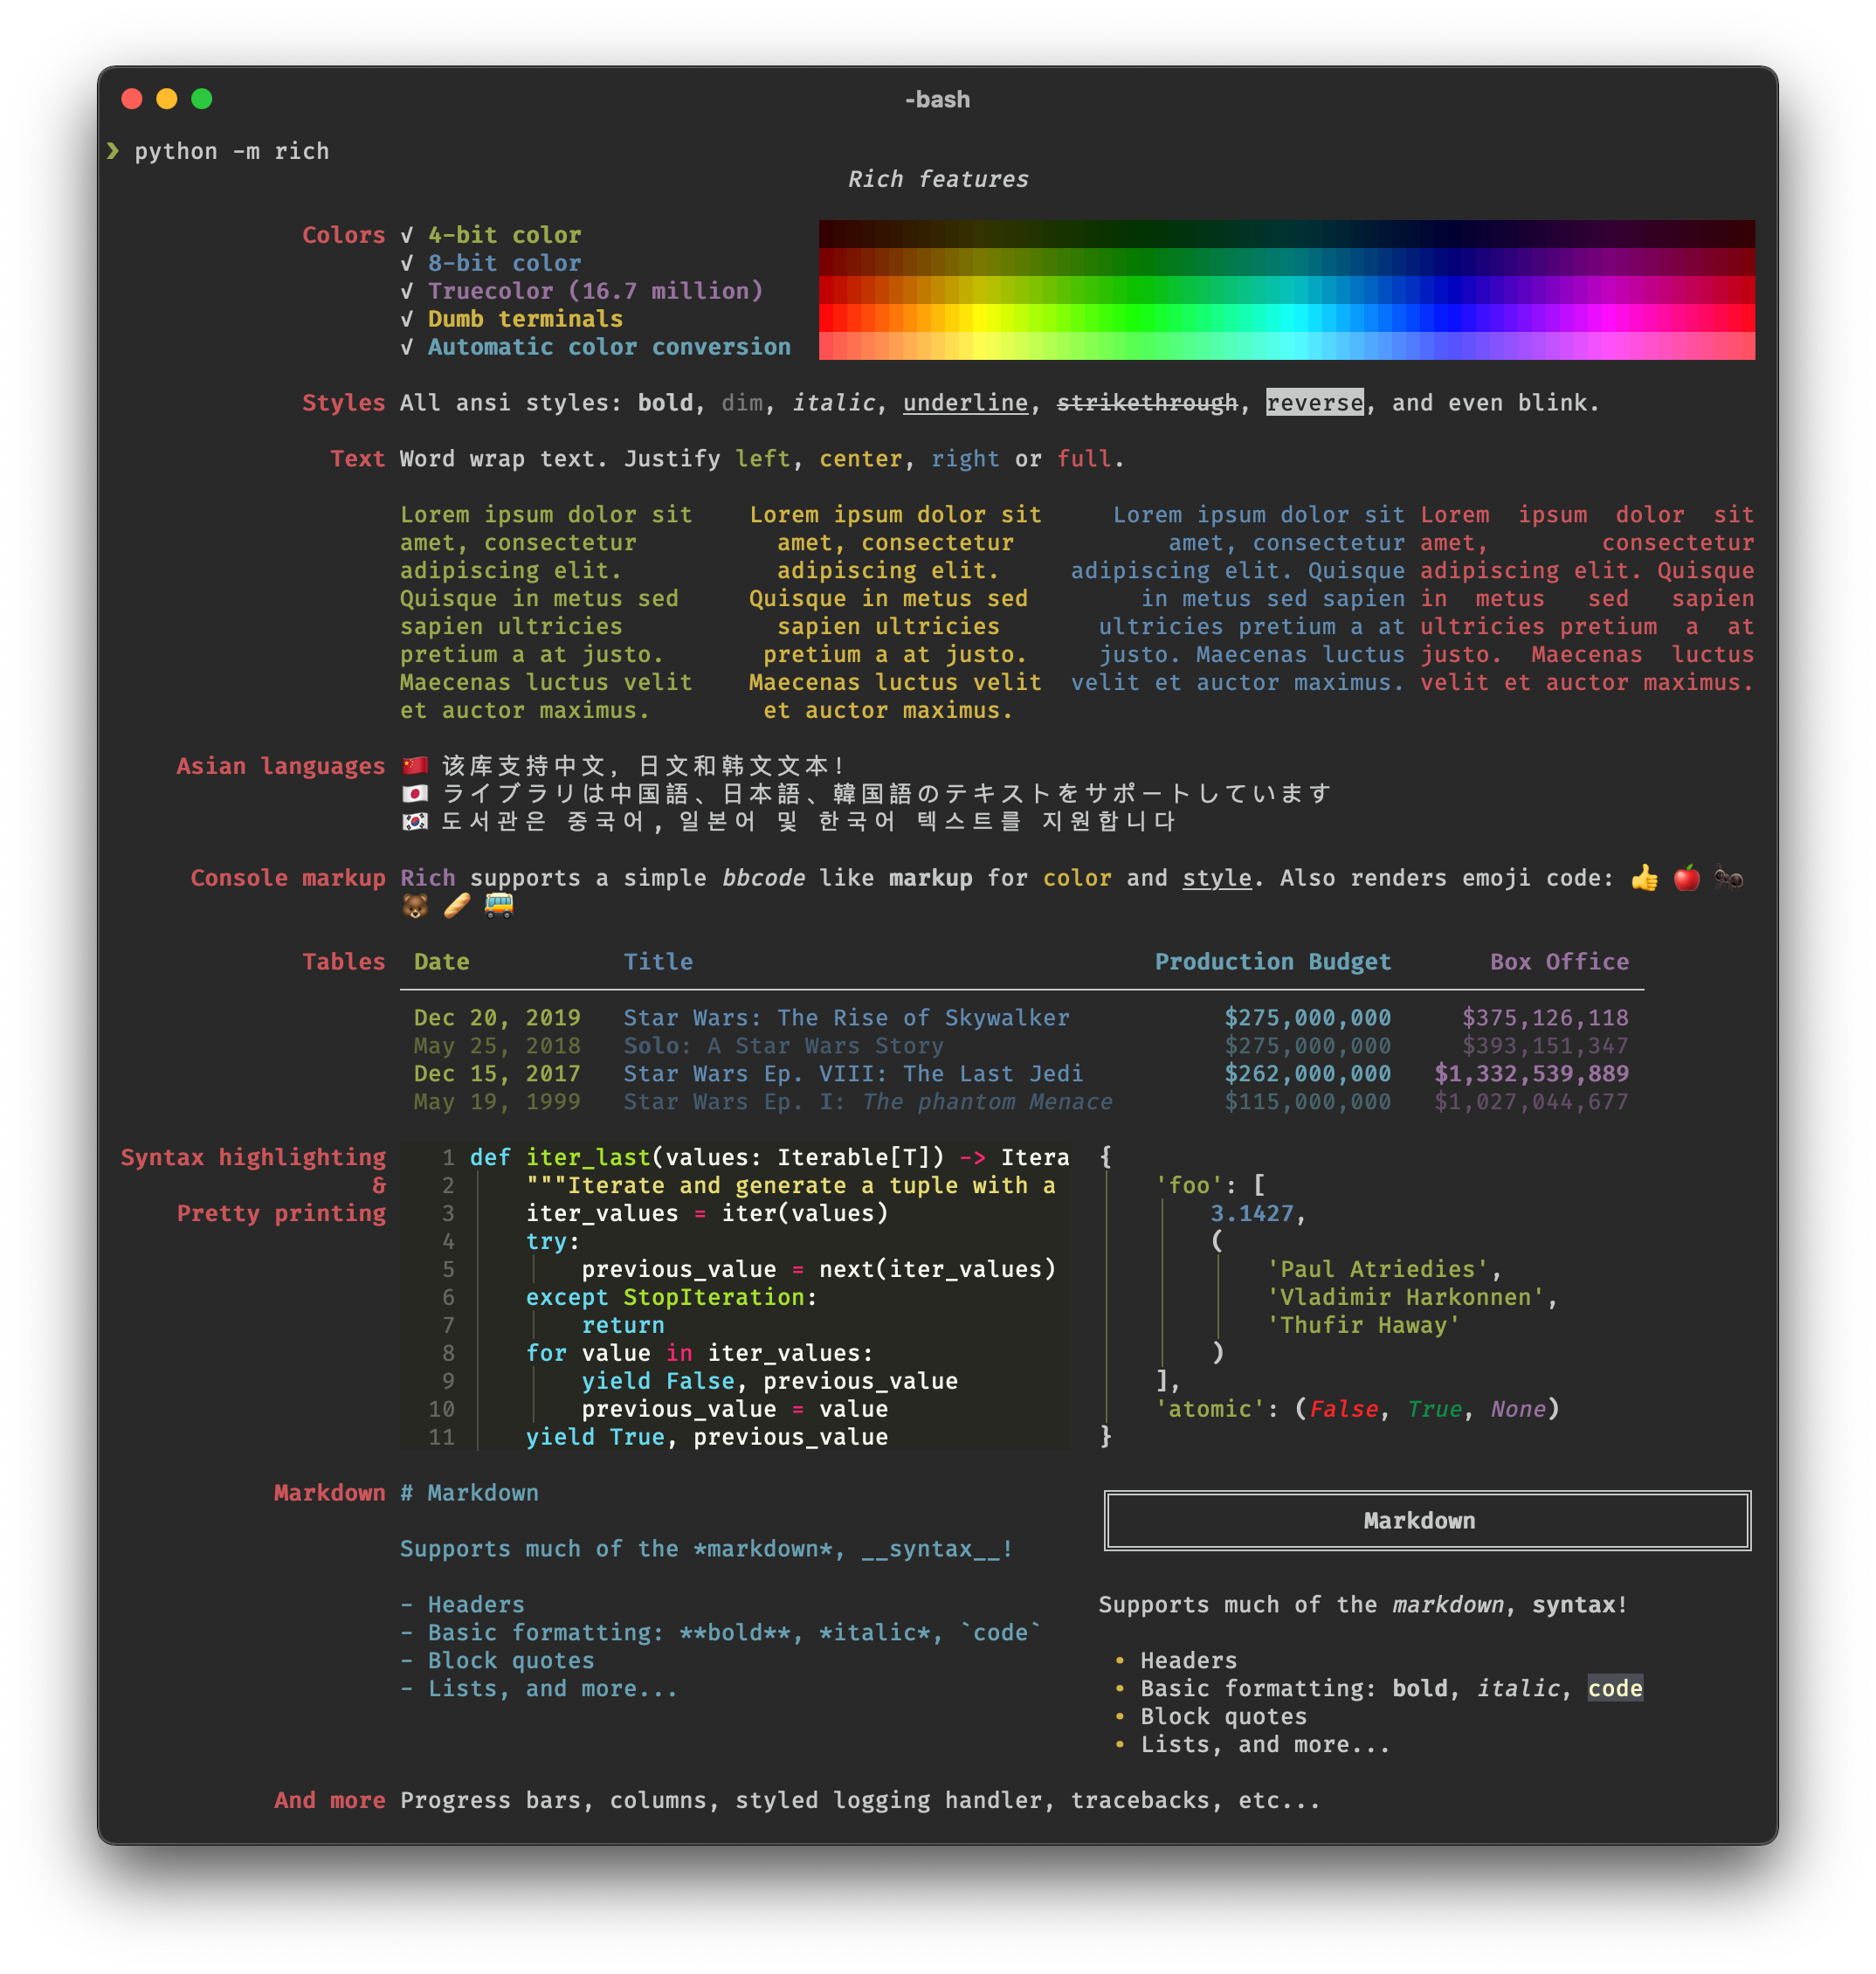 -bash
❯ python -m rich
Rich features
Colors √ 4-bit color
√ 8-bit color
√ Truecolor (16.7 million)
√ Dumb terminals
√ Automatic color conversion
Styles All ansi styles: bold, dim, italic, underline, strikethrough, reverse, and even blink.
Text Word wrap text. Justify left, center, right or full.
Lorem ipsum dolor sit
amet, consectetur
adipiscing elit.
Quisque in metus sed
sapien ultricies
pretium a at justo.
Maecenas luctus velit
et auctor maximus.
Lorem ipsum dolor sit
amet, consectetur
adipiscing elit.
Quisque in metus sed
sapien ultricies
pretium a at justo.
Maecenas luctus velit
et auctor maximus.
Lorem ipsum dolor sit
amet, consectetur
adipiscing elit. Quisque
in metus sed sapien
ultricies pretium a at
justo. Maecenas luctus
velit et auctor maximus.
Lorem ipsum dolor sit
amet, consectetur
adipiscing elit. Quisque
in metus sed sapien
ultricies pretium a at
justo. Maecenas luctus
velit et auctor maximus.
Asian languages 🇨🇳 该库支持中文，日文和韩文文本！
🇯🇵 ライブラリは中国語、日本語、韓国語のテキストをサポートしています
🇰🇷 도서관은 중국어, 일본어 및 한국어 텍스트를 지원합니다
Console markup Rich supports a simple bbcode like markup for color and style. Also renders emoji code: 👍 🍎 🐜
🐻 🥖 🚌
Tables Date Title Production Budget Box Office
Dec 20, 2019 Star Wars: The Rise of Skywalker $275,000,000 $375,126,118
May 25, 2018 Solo: A Star Wars Story $275,000,000 $393,151,347
Dec 15, 2017 Star Wars Ep. VIII: The Last Jedi $262,000,000 $1,332,539,889
May 19, 1999 Star Wars Ep. I: The phantom Menace $115,000,000 $1,027,044,677
Syntax highlighting
&
Pretty printing
1 def iter_last(values: Iterable[T]) -> Itera
2 """Iterate and generate a tuple with a
3 iter_values = iter(values)
4 try:
5 previous_value = next(iter_values)
6 except StopIteration:
7 return
8 for value in iter_values:
9 yield False, previous_value
10 previous_value = value
11 yield True, previous_value
{
'foo': [
3.1427,
(
'Paul Atriedies',
'Vladimir Harkonnen',
'Thufir Haway'
)
],
'atomic': (False, True, None)
}
Markdown # Markdown
Supports much of the *markdown*, __syntax__!
- Headers
- Basic formatting: **bold**, *italic*, `code`
- Block quotes
- Lists, and more...
Markdown
Supports much of the markdown, syntax!
• Headers
• Basic formatting: bold, italic, code
• Block quotes
• Lists, and more...
And more Progress bars, columns, styled logging handler, tracebacks, etc...